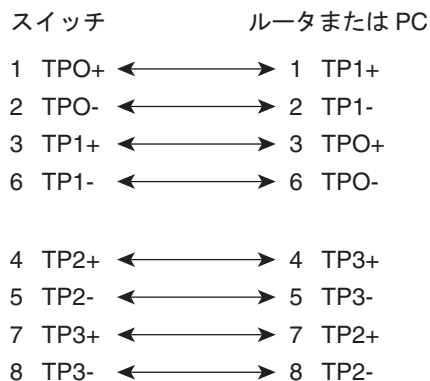 スイッチ ルータまたは PC
1 TPO+ 1 TP1+
2 TPO- 2 TP1-
3 TP1+ 3 TPO+
6 TP1- 6 TPO-
4 TP2+ 4 TP3+
5 TP2- 5 TP3-
7 TP3+ 7 TP2+
8 TP3- 8 TP2-